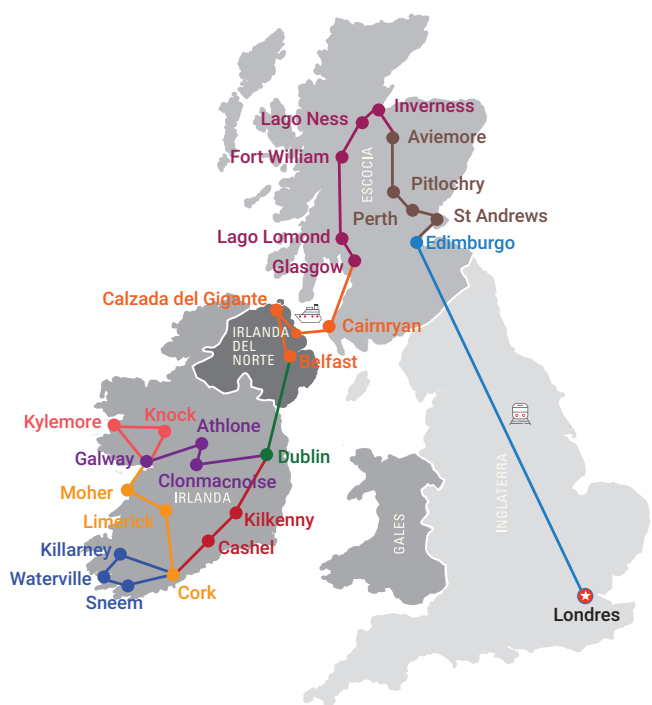 Inverness
Lago Ness
Aviemore
Fort William
ESCOCIA
Pitlochry
Perth
St Andrews
Lago Lomond
Edimburgo
Glasgow
Calzada del Gigante
Cairnryan
IRLANDA
DEL
NORTE
Belfast
Kylemore
Knock
Athlone
Galway
Dublin
Clonmacnoise
Moher
IRLANDA
Limerick
Kilkenny
INGLATERRA
GALES
Cashel
Killarney
Waterville
Sneem
Cork
Londres